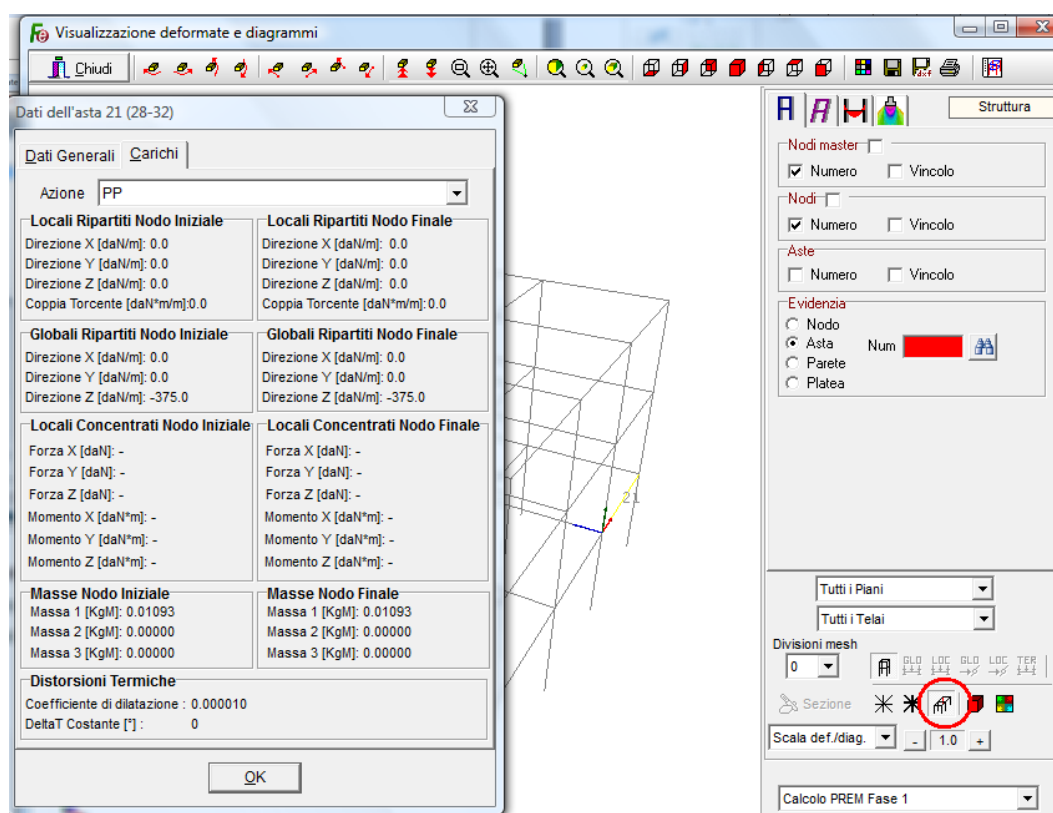 Visualizzazione deformate e diagrammi
Chiudi
dxf
Dati dell'asta 21 (28-32)
Dati Generali
Carichi
Azione PP
Locali Ripartiti Nodo Iniziale
Direzione X [daN/m]: 0.0
Direzione Y [daN/m]: 0.0
Direzione Z [daN/m]: 0.0
Coppia Torcente [daN*m/m]:0.0
Locali Ripartiti Nodo Finale
Direzione X [daN/m]: 0.0
Direzione Y [daN/m]: 0.0
Direzione Z [daN/m]: 0.0
Coppia Torcente [daN*m/m]:0.0
Globali Ripartiti Nodo Iniziale
Direzione X [daN/m]: 0.0
Direzione Y [daN/m]: 0.0
Direzione Z [daN/m]: -375.0
Globali Ripartiti Nodo Finale
Direzione X [daN/m]: 0.0
Direzione Y [daN/m]: 0.0
Direzione Z [daN/m]: -375.0
Locali Concentrati Nodo Iniziale
Forza X [daN]: -
Forza Y [daN]: -
Forza Z [daN]: -
Momento X [daN*m]: -
Momento Y [daN*m]: -
Momento Z [daN*m]: -
Locali Concentrati Nodo Finale
Forza X [daN]: -
Forza Y [daN]: -
Forza Z [daN]: -
Momento X [daN*m]: -
Momento Y [daN*m]: -
Momento Z [daN*m]: -
Masse Nodo Iniziale
Massa 1 [KgM]: 0.01093
Massa 2 [KgM]: 0.00000
Massa 3 [KgM]: 0.00000
Masse Nodo Finale
Massa 1 [KgM]: 0.01093
Massa 2 [KgM]: 0.00000
Massa 3 [KgM]: 0.00000
Distorsioni Termiche
Coefficiente di dilatazione : 0.000010
DeltaT Costante [°] : 0
OK
21
Struttura
Nodi master
Numero Vincolo
Nodi
Numero Vincolo
Aste
Numero Vincolo
Evidenzia
Nodo
Asta Num
Parete
Platea
Tutti i Piani
Tutti i Telai
Divisioni mesh
0
GLO LOC GLO LOC TER
Sezione
Scala def./diag. - 1.0 +
Calcolo PREM Fase 1